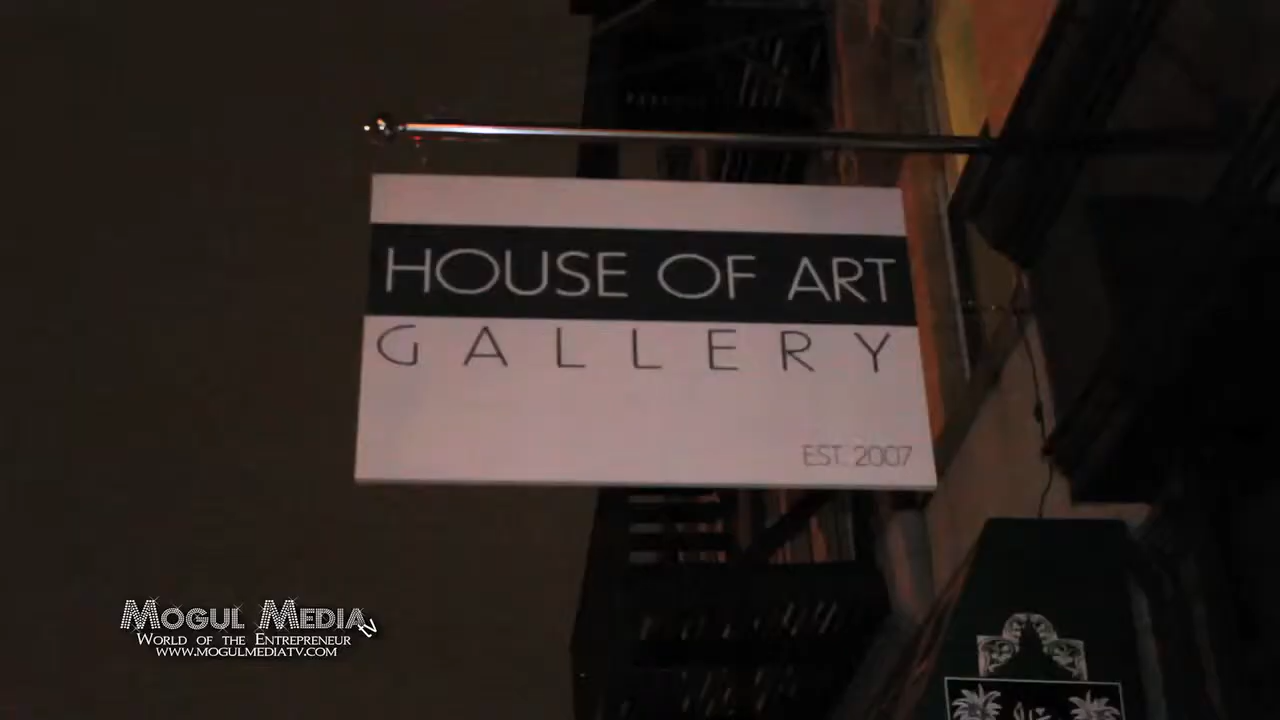 HOUSE OF ART
GALLERY
EST. 2007
MOGUL MEDIA TV
WORLD OF THE ENTREPRENEUR
WWW.MOGULMEDIATV.COM